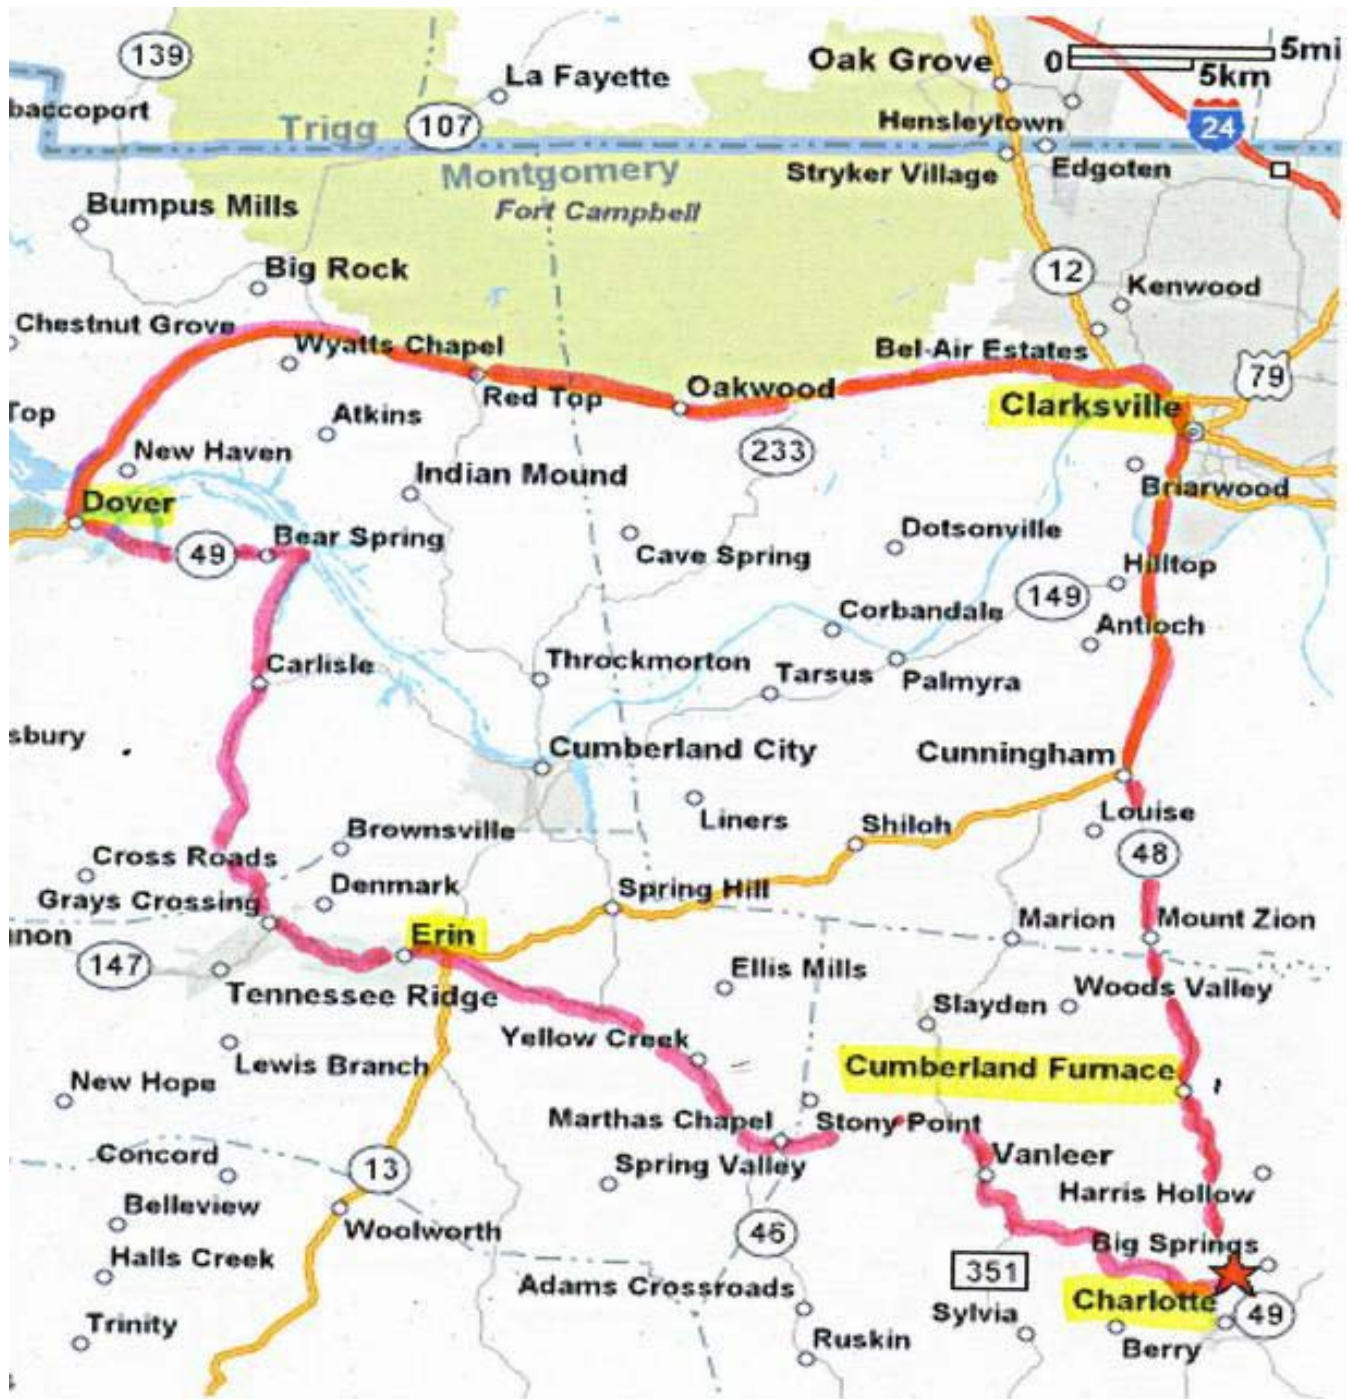 139
Oak Grove
0
5mi
5km
La Fayette
baccoport
Trigg
107
Hensleytown
24
Montgomery
Stryker Village
Edgoten
Bumpus Mills
Fort Campbell
Big Rock
12
Kenwood
Chestnut Grove
Wyatts Chapel
Bel-Air Estates
79
Red Top
Oakwood
Clarksville
Top
Atkins
233
New Haven
Indian Mound
Briarwood
Dover
49
Bear Spring
Cave Spring
Dotsonville
Hilltop
149
Corbandale
Antioch
Carlisle
Throckmorton
Tarsus
Palmyra
sbury
Cumberland City
Cunningham
Liners
Shiloh
Louise
Brownsville
48
Cross Roads
Denmark
Spring Hill
Grays Crossing
Marion
Mount Zion
nnon
Erin
147
Ellis Mills
Tennessee Ridge
Woods Valley
Slayden
Yellow Creek
Lewis Branch
Cumberland Furnace
New Hope
Marthas Chapel
Stony Point
Concord
13
Spring Valley
Vanleer
Harris Hollow
Belleview
Woolworth
46
Big Springs
Halls Creek
351
Adams Crossroads
Charlotte
49
Sylvia
Trinity
Ruskin
Berry